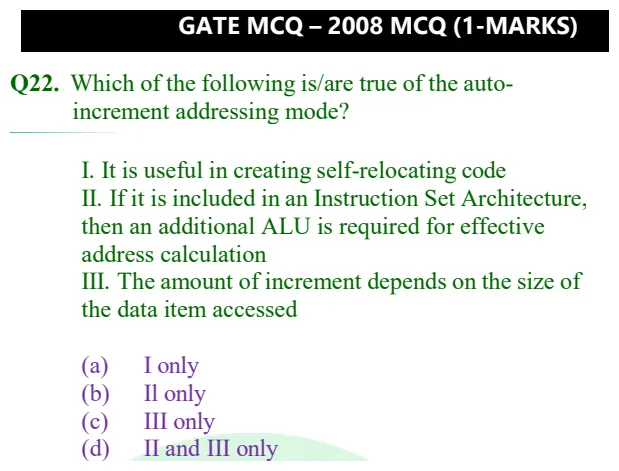 GATE MCQ – 2008 MCQ (1-MARKS)
Q22. Which of the following is/are true of the auto-
increment addressing mode?
I. It is useful in creating self-relocating code
II. If it is included in an Instruction Set Architecture,
then an additional ALU is required for effective
address calculation
III. The amount of increment depends on the size of
the data item accessed
(a) I only
(b) Il only
(c) III only
(d) II and III only